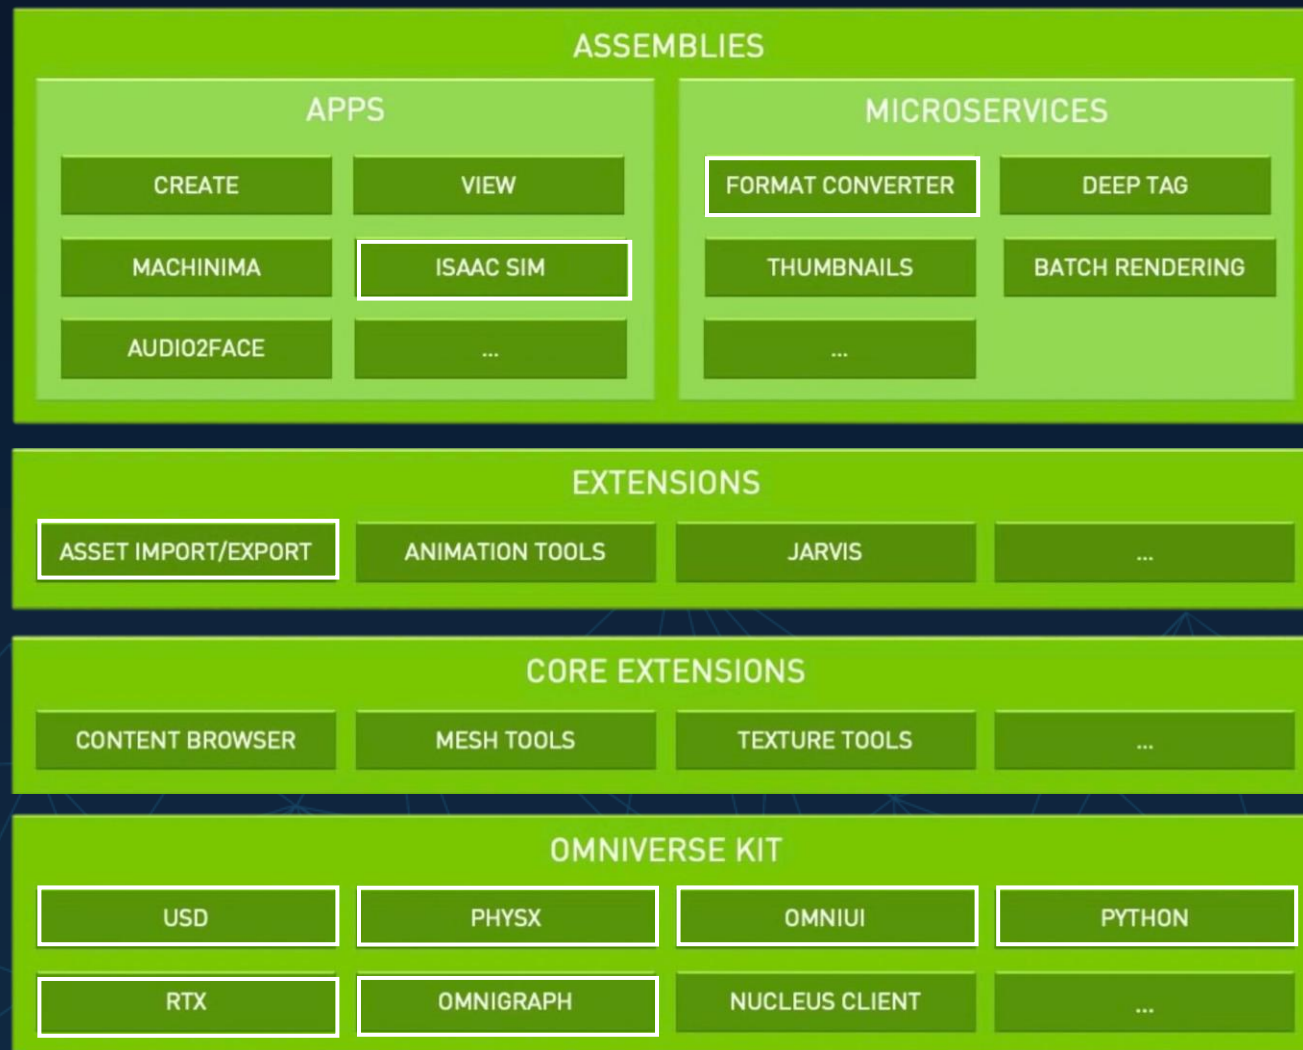 ASSEMBLIES
APPS
MICROSERVICES
CREATE
VIEW
FORMAT CONVERTER
DEEP TAG
MACHINIMA
ISAAC SIM
THUMBNAILS
BATCH RENDERING
AUDIO2FACE
...
...
EXTENSIONS
ASSET IMPORT/EXPORT
ANIMATION TOOLS
JARVIS
...
CORE EXTENSIONS
CONTENT BROWSER
MESH TOOLS
TEXTURE TOOLS
...
OMNIVERSE KIT
USD
PHYSX
OMNIUI
PYTHON
RTX
OMNIGRAPH
NUCLEUS CLIENT
...